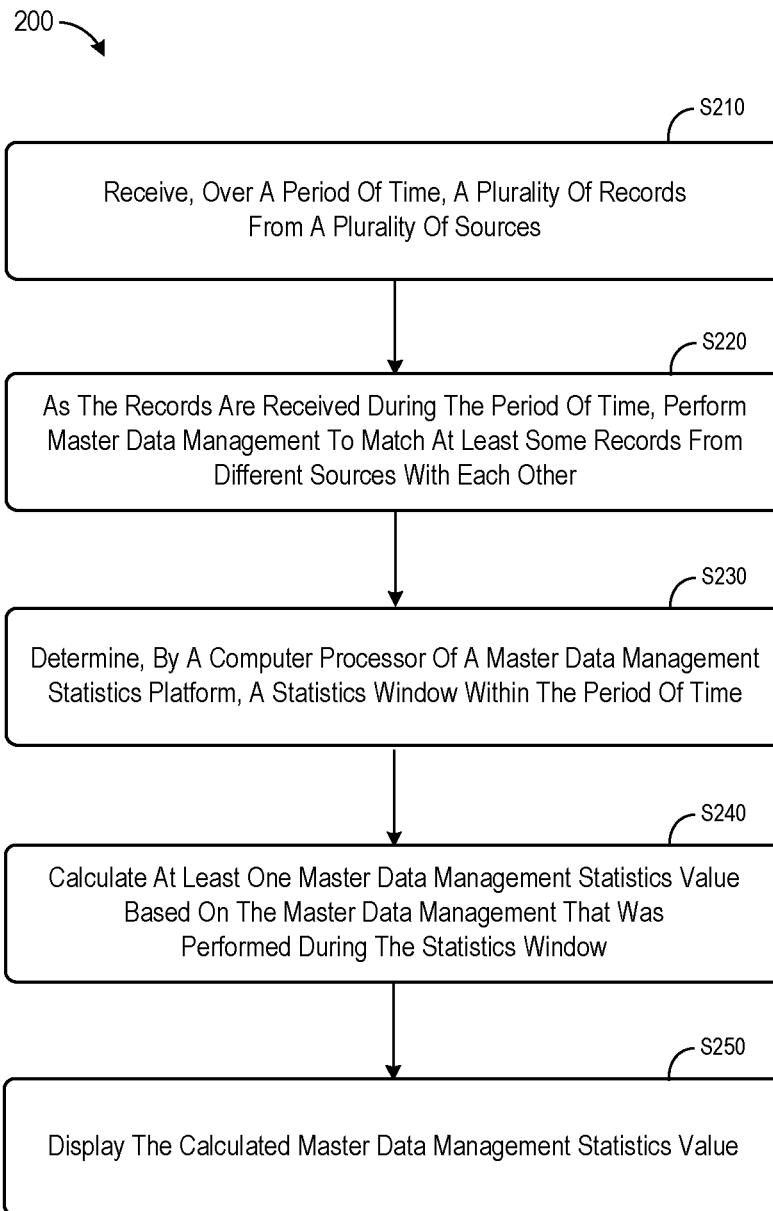 200
S210
Receive, Over A Period Of Time, A Plurality Of Records
From A Plurality Of Sources
S220
As The Records Are Received During The Period Of Time, Perform
Master Data Management To Match At Least Some Records From
Different Sources With Each Other
S230
Determine, By A Computer Processor Of A Master Data Management
Statistics Platform, A Statistics Window Within The Period Of Time
S240
Calculate At Least One Master Data Management Statistics Value
Based On The Master Data Management That Was
Performed During The Statistics Window
S250
Display The Calculated Master Data Management Statistics Value